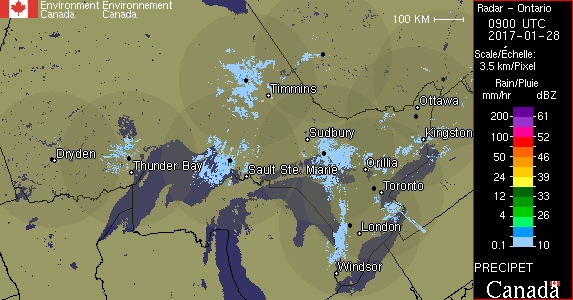 Environment Environnement
Canada Canada
100 KM
Timmins
Ottawa
Sudbury
Kingston
Dryden
Thunder Bay
Sault Ste. Marie
Orillia
Toronto
London
Windsor
Radar - Ontario
0900 UTC
2017-01-28
Scale/Échelle:
3.5 km/Pixel
Rain/Pluie
mm/hr dBZ
200 61
100 52
50 46
24 39
12 33
4 26
0.1 10
PRECIPET
Canada